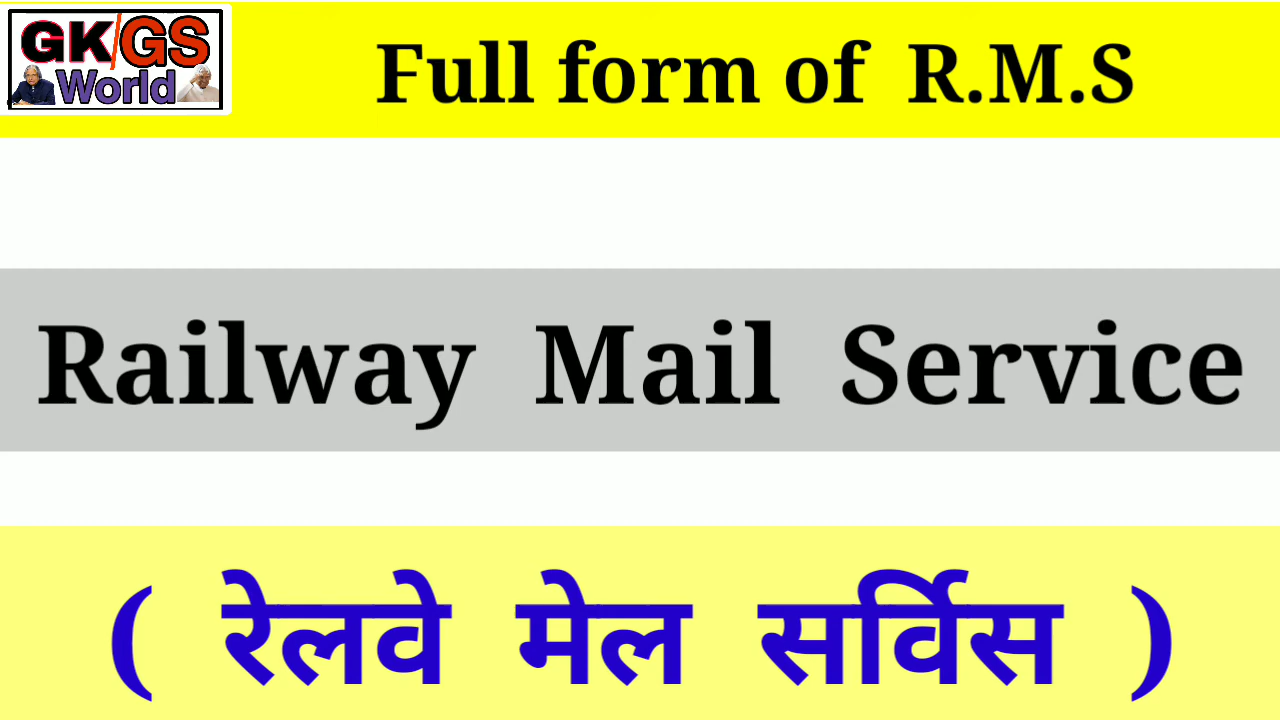 GK/GS
World
Full form of R.M.S
Railway Mail Service
( रेलवे मेल सर्विस )